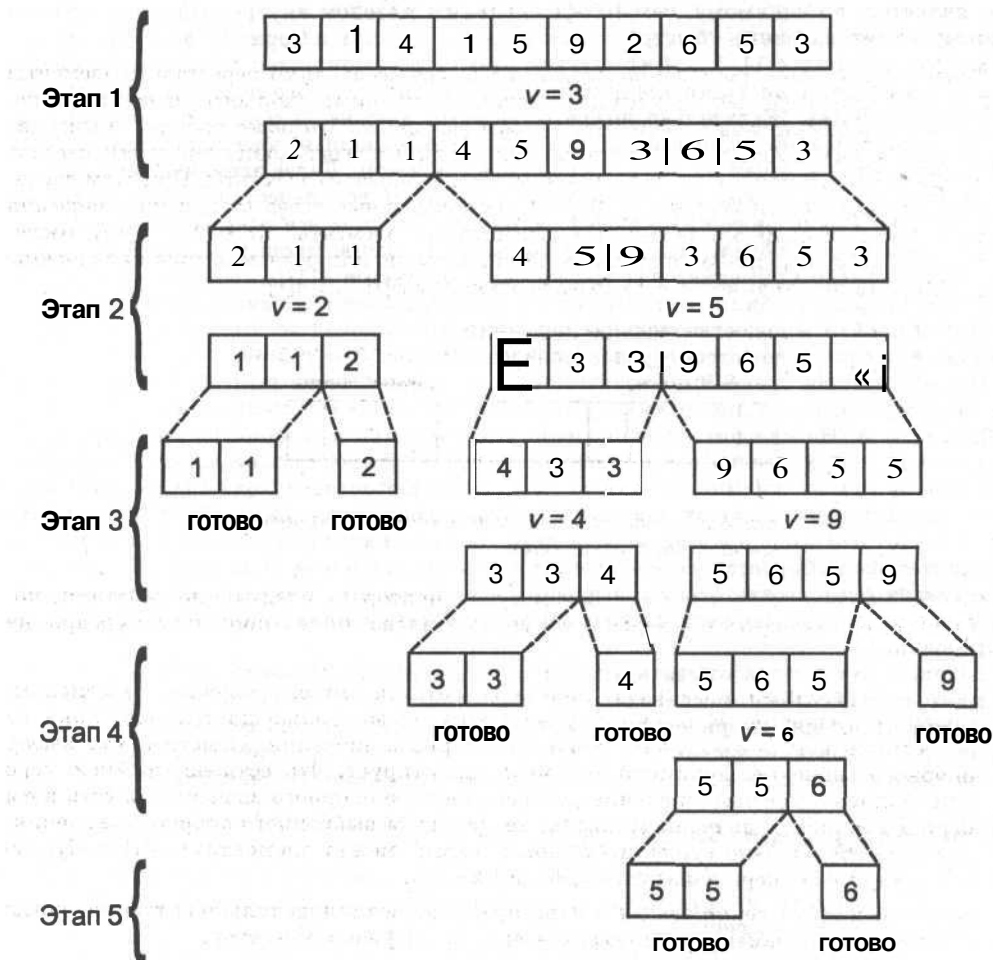 3 1 4 1 5 9 2 6 5 3
Этап 1
v = 3
2 1 1 4 5 9 3 | 6 | 5 3
2 1 1 4 5 | 9 3 6 5 3
Этап 2
v = 2 v = 5
1 1 2 E 3 3 9 6 5 « i
1 1 2 4 3 3 9 6 5 5
Этап 3
готово готово v = 4 v = 9
3 3 4 5 6 5 9
3 3 4 5 6 5 9
Этап 4
готово готово v = 6 готово
5 5 6
5 5 6
Этап 5
готово готово